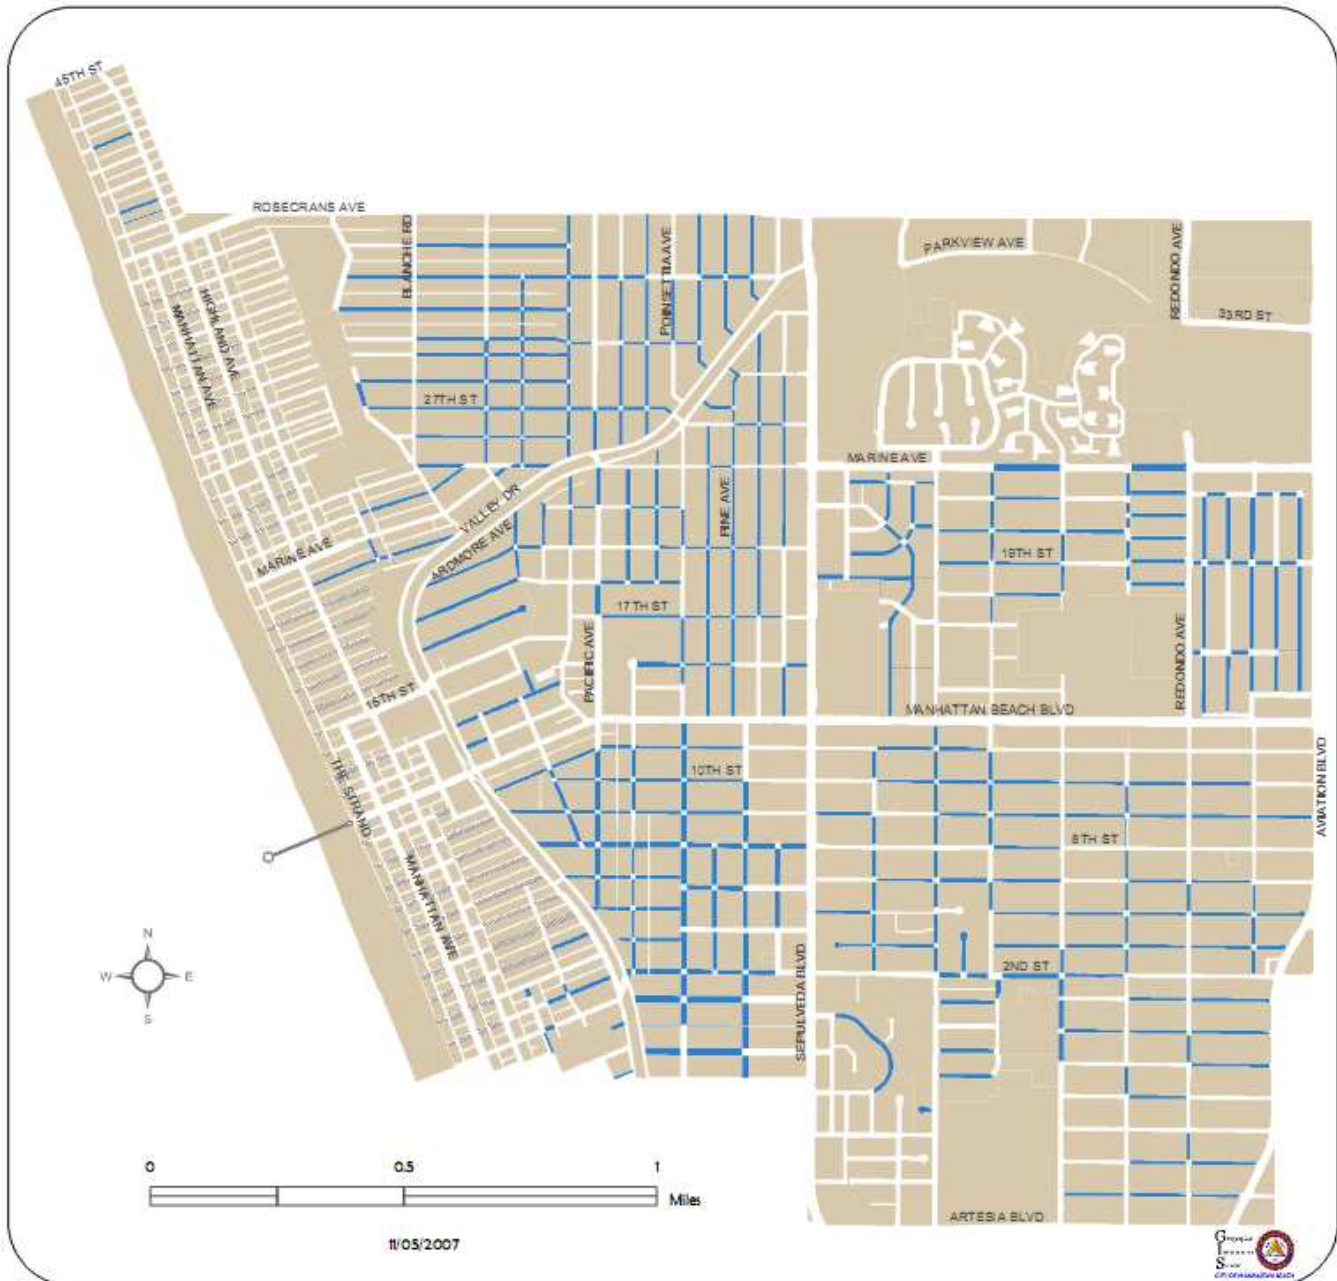 45TH ST
ROSECRANS AVE
BLANCHE RD
POINSETTIA AVE
PARKVIEW AVE
REDONDO AVE
33RD ST
HIGHLAND AVE
MANHATTAN AVE
27TH ST
MARINE AVE
VALLEY DR
ARDMORE AVE
PINE AVE
MARINE AVE
19TH ST
17TH ST
PACIFIC AVE
REDONDO AVE
15TH ST
MANHATTAN BEACH BLVD
THE STRAND
10TH ST
AVIATION BLVD
8TH ST
MANHATTAN AVE
2ND ST
SEPULVEDA BLVD
N
W E
S
0 0.5 1
Miles
ARTESIA BLVD
11/05/2007